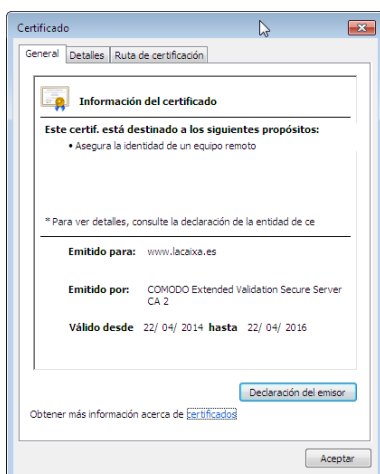 Certificado
General Detalles Ruta de certificación
Información del certificado
Este certif. está destinado a los siguientes propósitos:
• Asegura la identidad de un equipo remoto
* Para ver detalles, consulte la declaración de la entidad de ce
Emitido para: www.lacaixa.es
Emitido por: COMODO Extended Validation Secure Server
CA 2
Válido desde 22/ 04/ 2014 hasta 22/ 04/ 2016
Declaración del emisor
Obtener más información acerca de certificados
Aceptar